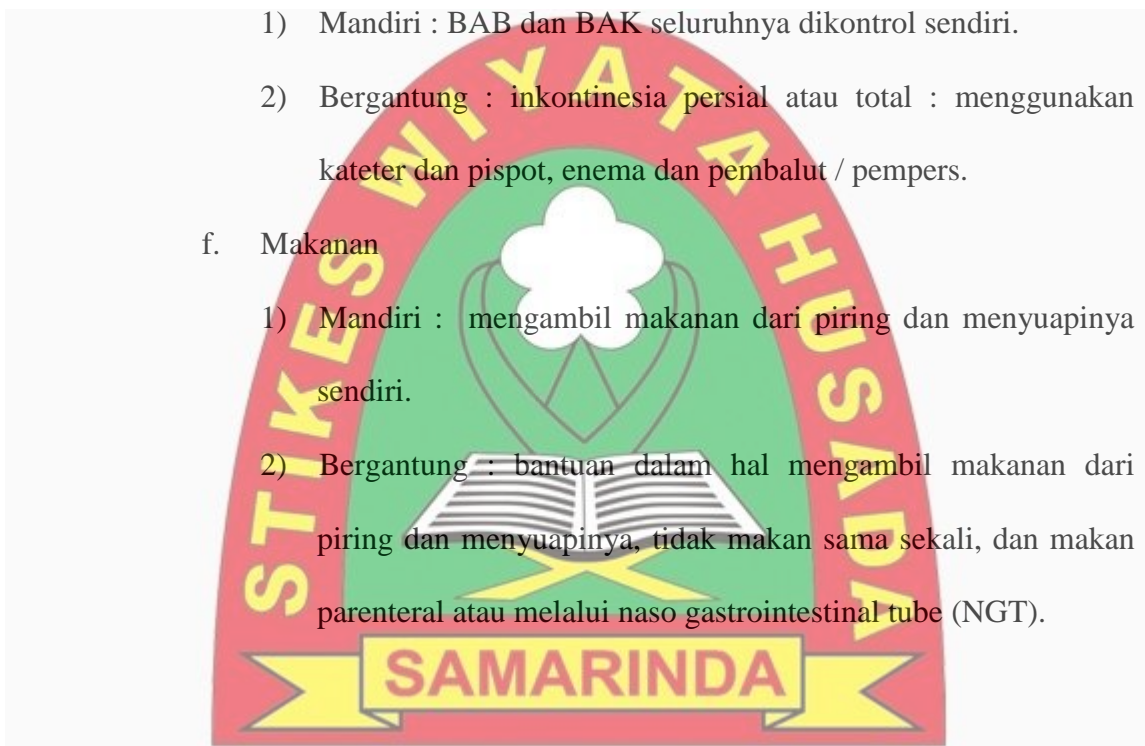 1) Mandiri : BAB dan BAK seluruhnya dikontrol sendiri.
2) Bergantung : inkontinesia persial atau total : menggunakan
kateter dan pispot, enema dan pembalut / pempers.
f. Makanan
1) Mandiri : mengambil makanan dari piring dan menyuapinya
sendiri.
2) Bergantung : bantuan dalam hal mengambil makanan dari
piring dan menyuapinya, tidak makan sama sekali, dan makan
parenteral atau melalui naso gastrointestinal tube (NGT).
STIKES WIYATA HUSADA
SAMARINDA